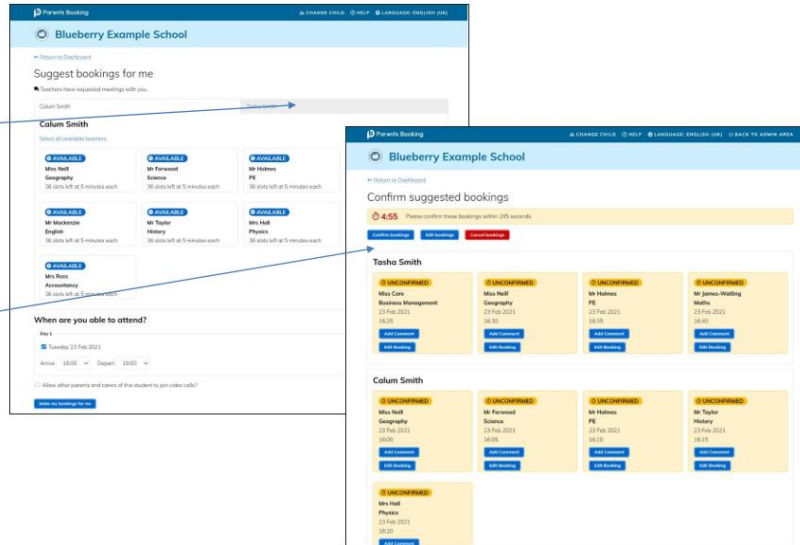 Parents Booking
CHANGE CHILD HELP LANGUAGE: ENGLISH (UK)
Blueberry Example School
Return to Dashboard
Suggest bookings for me
Teachers have requested meetings with you.
Calum Smith Tasha Smith
Calum Smith
Select all available teachers
AVAILABLE
Miss Neill
Geography
36 slots left at 5 minutes each
AVAILABLE
Mr Forwood
Science
36 slots left at 5 minutes each
AVAILABLE
Mr Holmes
PE
36 slots left at 5 minutes each
AVAILABLE
Mr Mackenzie
English
36 slots left at 5 minutes each
AVAILABLE
Mr Taylor
History
36 slots left at 5 minutes each
AVAILABLE
Mrs Hall
Physics
36 slots left at 5 minutes each
AVAILABLE
Mrs Ross
Accountancy
36 slots left at 5 minutes each
When are you able to attend?
Day 1
Tuesday 23 Feb 2021
Arrive 16:00 Depart 19:00
Allow other parents and carers of this student to join video calls?
Make my bookings for me
Parents Booking
CHANGE CHILD HELP LANGUAGE: ENGLISH (UK) BACK TO ADMIN AREA
Blueberry Example School
Return to Dashboard
Confirm suggested bookings
4:55 Please confirm these bookings within 295 seconds.
Confirm bookings Edit bookings Cancel bookings
Tasha Smith
UNCONFIRMED
Miss Care
Business Management
23 Feb 2021
16:25
Add Comment
Edit Booking
UNCONFIRMED
Miss Neill
Geography
23 Feb 2021
16:30
Add Comment
Edit Booking
UNCONFIRMED
Mr Holmes
PE
23 Feb 2021
16:35
Add Comment
Edit Booking
UNCONFIRMED
Mr James-Watling
Maths
23 Feb 2021
16:40
Add Comment
Edit Booking
Calum Smith
UNCONFIRMED
Miss Neill
Geography
23 Feb 2021
16:00
Add Comment
Edit Booking
UNCONFIRMED
Mr Forwood
Science
23 Feb 2021
16:05
Add Comment
Edit Booking
UNCONFIRMED
Mr Holmes
PE
23 Feb 2021
16:10
Add Comment
Edit Booking
UNCONFIRMED
Mr Taylor
History
23 Feb 2021
16:15
Add Comment
Edit Booking
UNCONFIRMED
Mrs Hall
Physics
23 Feb 2021
16:20
Add Comment